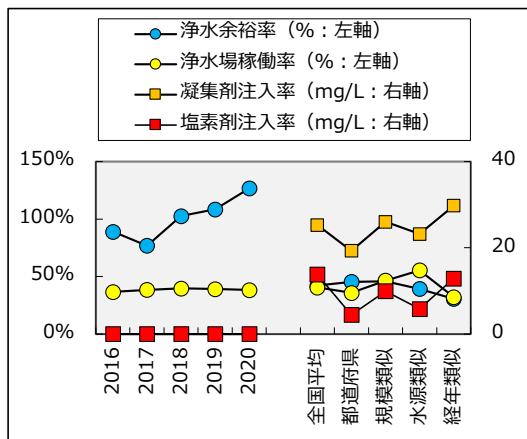 浄水余裕率（%：左軸）
浄水場稼働率（%：左軸）
凝集剤注入率（mg/L：右軸）
塩素剤注入率（mg/L：右軸）
150%
100%
50%
0%
40
20
0
2016
2017
2018
2019
2020
全国平均
都道府県
規模類似
水源類似
経年類似